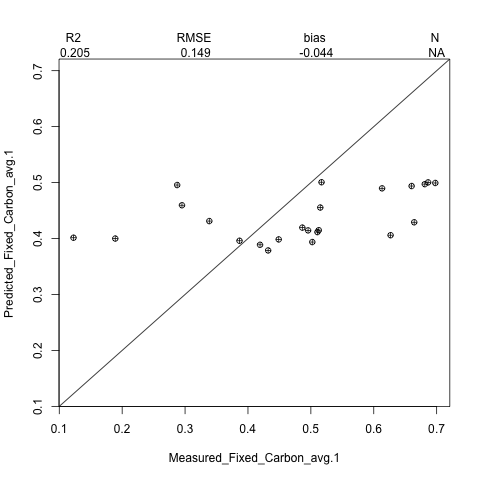 R2 RMSE bias N
0.205 0.149 -0.044 NA
0.7
0.6
0.5
0.4
0.3
0.2
0.1
Predicted_Fixed_Carbon_avg.1
0.1 0.2 0.3 0.4 0.5 0.6 0.7
Measured_Fixed_Carbon_avg.1